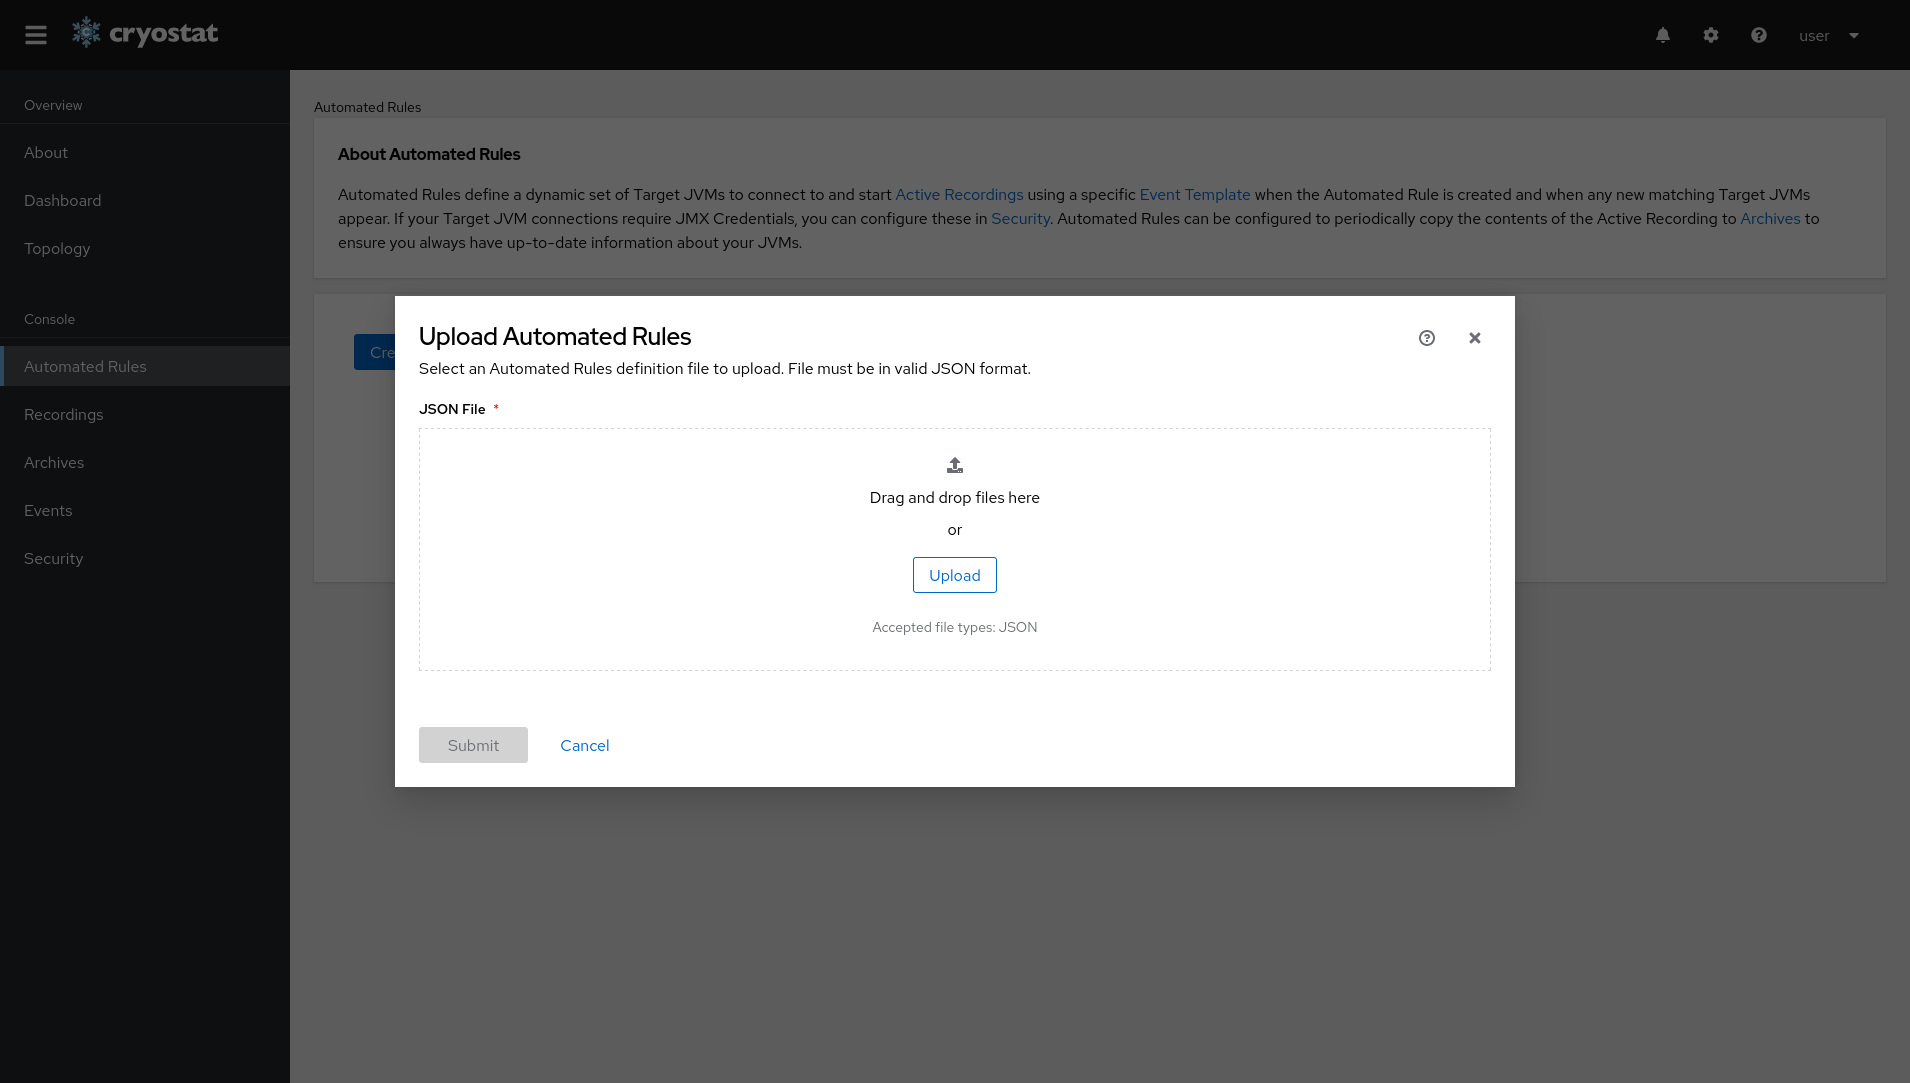 cryostat
user
Overview
About
Dashboard
Topology
Console
Automated Rules
Recordings
Archives
Events
Security
Automated Rules
About Automated Rules
Automated Rules define a dynamic set of Target JVMs to connect to and start Active Recordings using a specific Event Template when the Automated Rule is created and when any new matching Target JVMs
appear. If your Target JVM connections require JMX Credentials, you can configure these in Security. Automated Rules can be configured to periodically copy the contents of the Active Recording to Archives to
ensure you always have up-to-date information about your JVMs.
Cre
Upload Automated Rules
Select an Automated Rules definition file to upload. File must be in valid JSON format.
JSON File *
Drag and drop files here
or
Upload
Accepted file types: JSON
Submit
Cancel